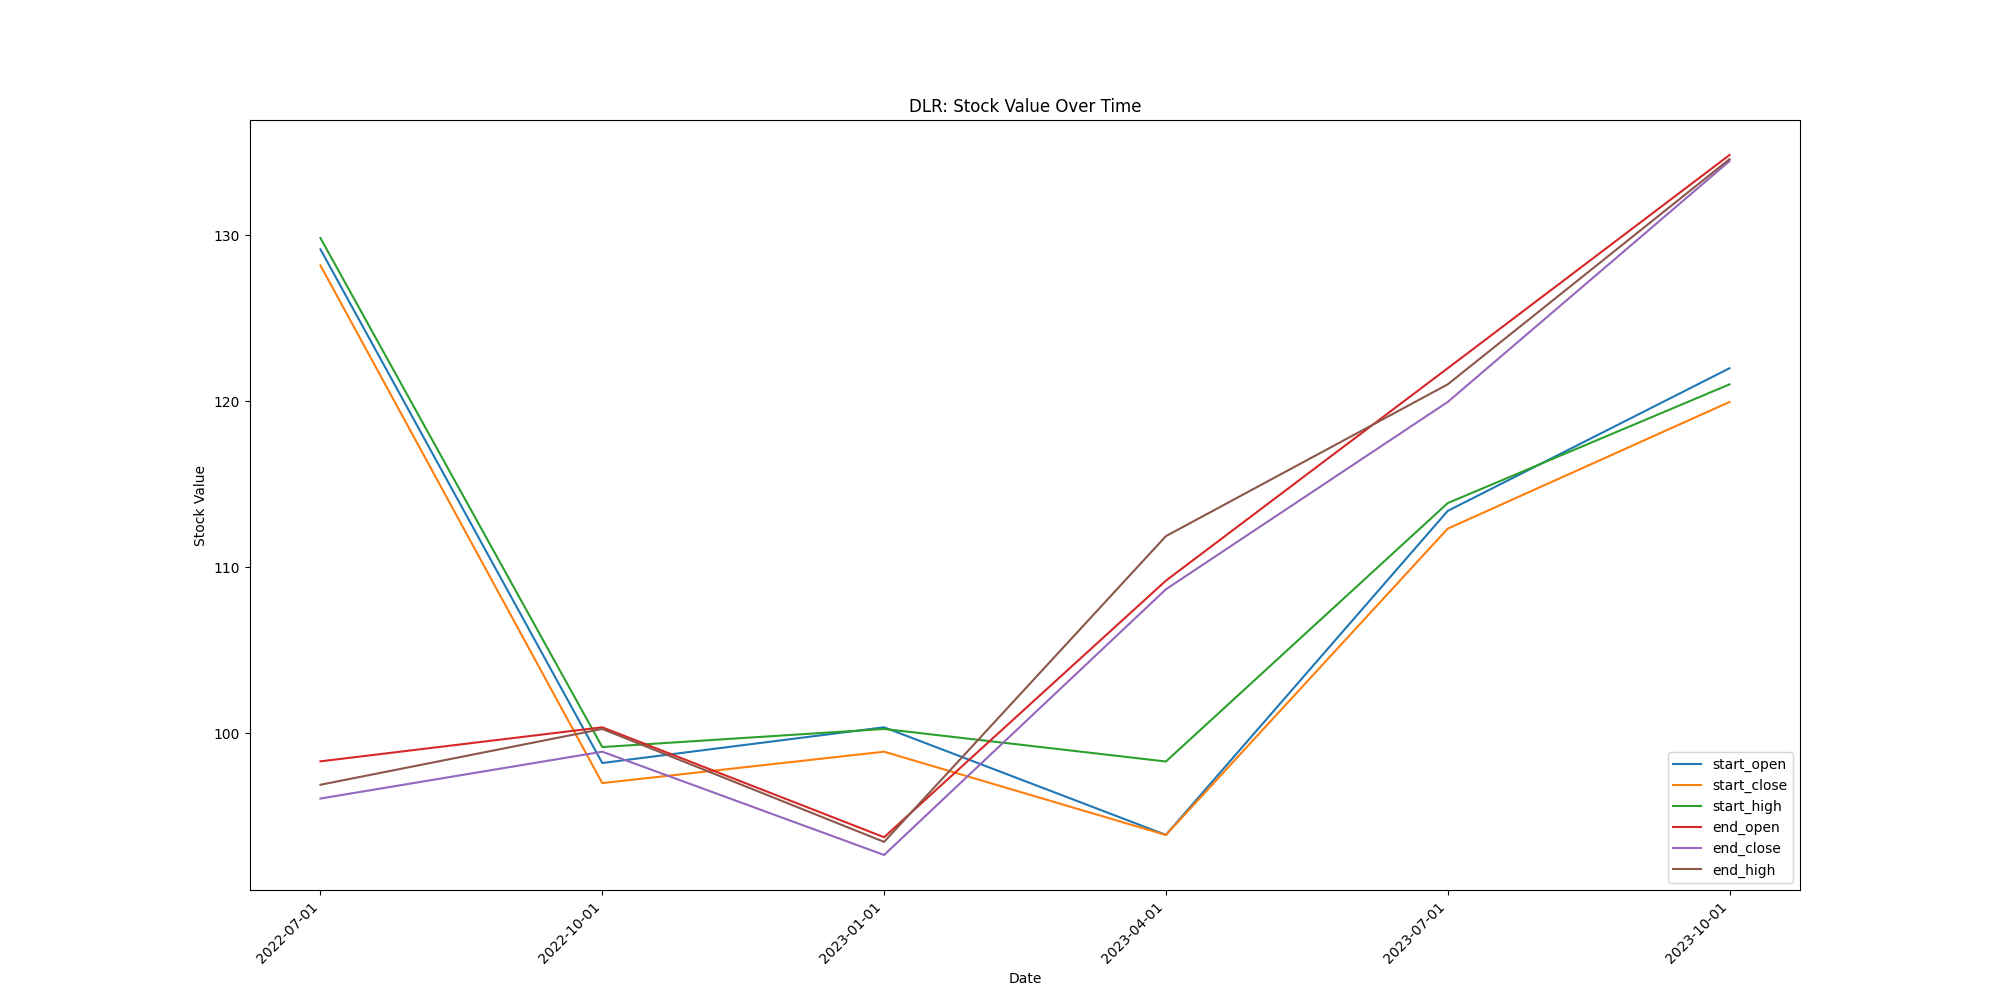 DLR: Stock Value Over Time
Stock Value
130
120
110
100
2022-07-01
2022-10-01
2023-01-01
2023-04-01
2023-07-01
2023-10-01
Date
start_open
start_close
start_high
end_open
end_close
end_high